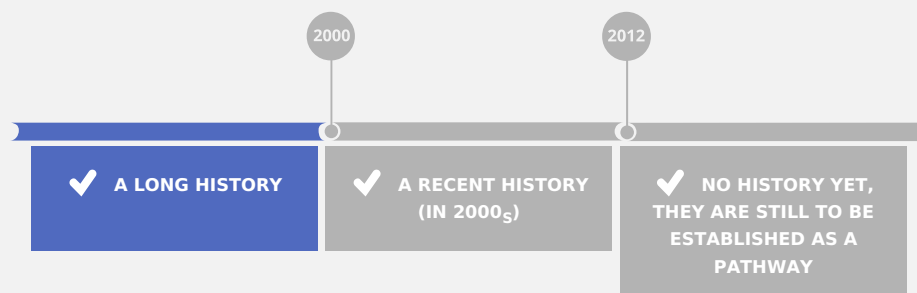 2000
2012
A LONG HISTORY
A RECENT HISTORY
(IN 2000s)
NO HISTORY YET,
THEY ARE STILL TO BE
ESTABLISHED AS A
PATHWAY